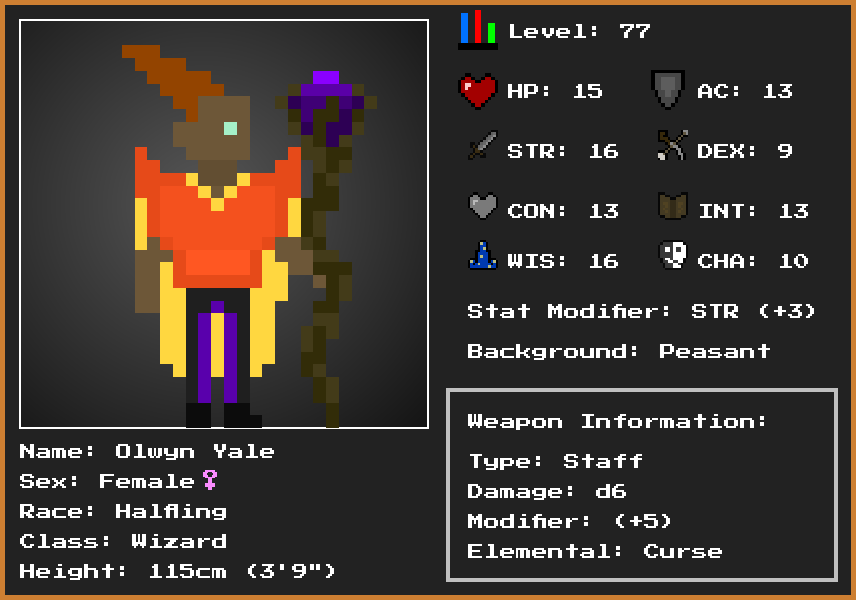 Level: 77
HP: 15
AC: 13
STR: 16
DEX: 9
CON: 13
INT: 13
WIS: 16
CHA: 10
Stat Modifier: STR (+3)
Background: Peasant
Weapon Information:
Type: Staff
Damage: d6
Modifier: (+5)
Elemental: Curse
Name: Olwyn Yale
Sex: Female♀
Race: Halfling
Class: Wizard
Height: 115cm (3'9")